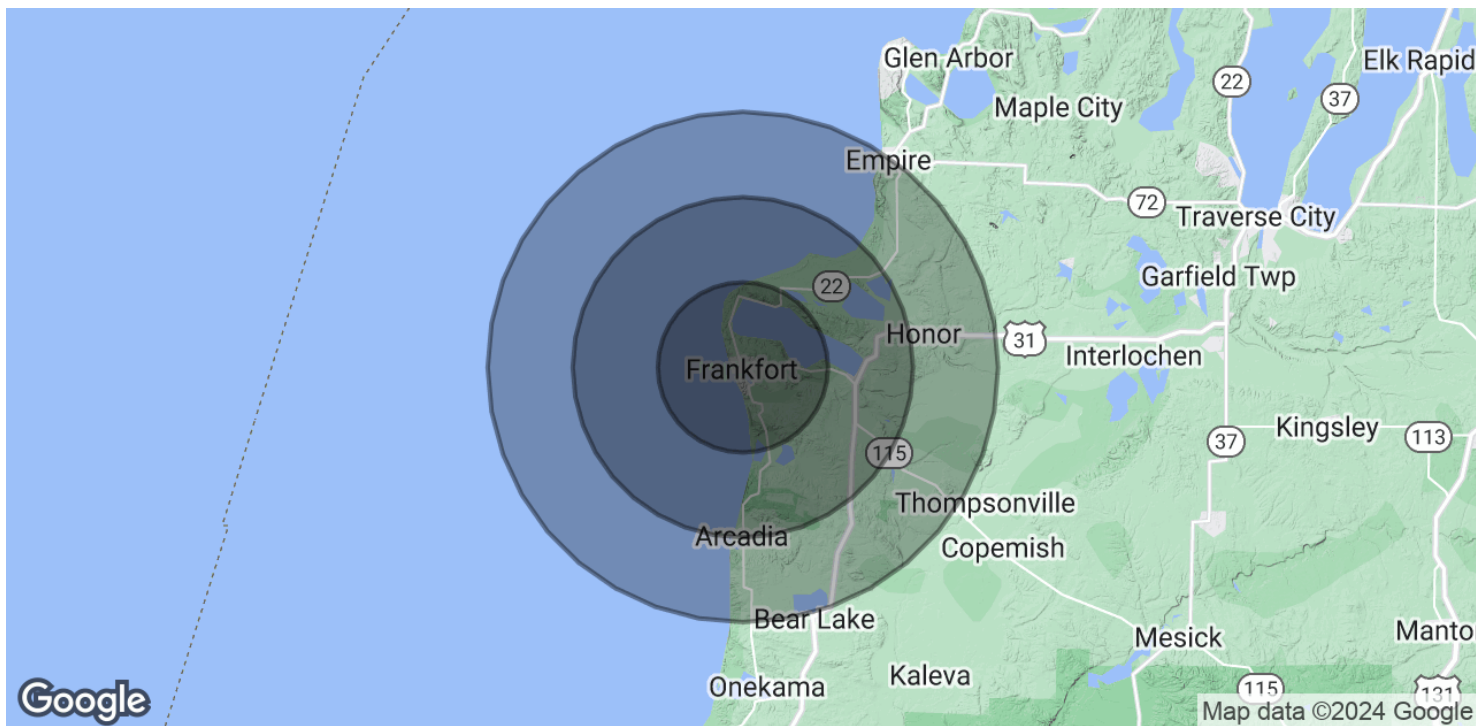 Glen Arbor
Elk Rapid
22
37
Maple City
Empire
72
Traverse City
Garfield Twp
22
Honor
31
Interlochen
Frankfort
Kingsley
113
37
115
Thompsonville
Arcadia
Copemish
Bear Lake
Mesick
Manto
Kaleva
Onekama
115
131
Google
Map data ©2024 Google